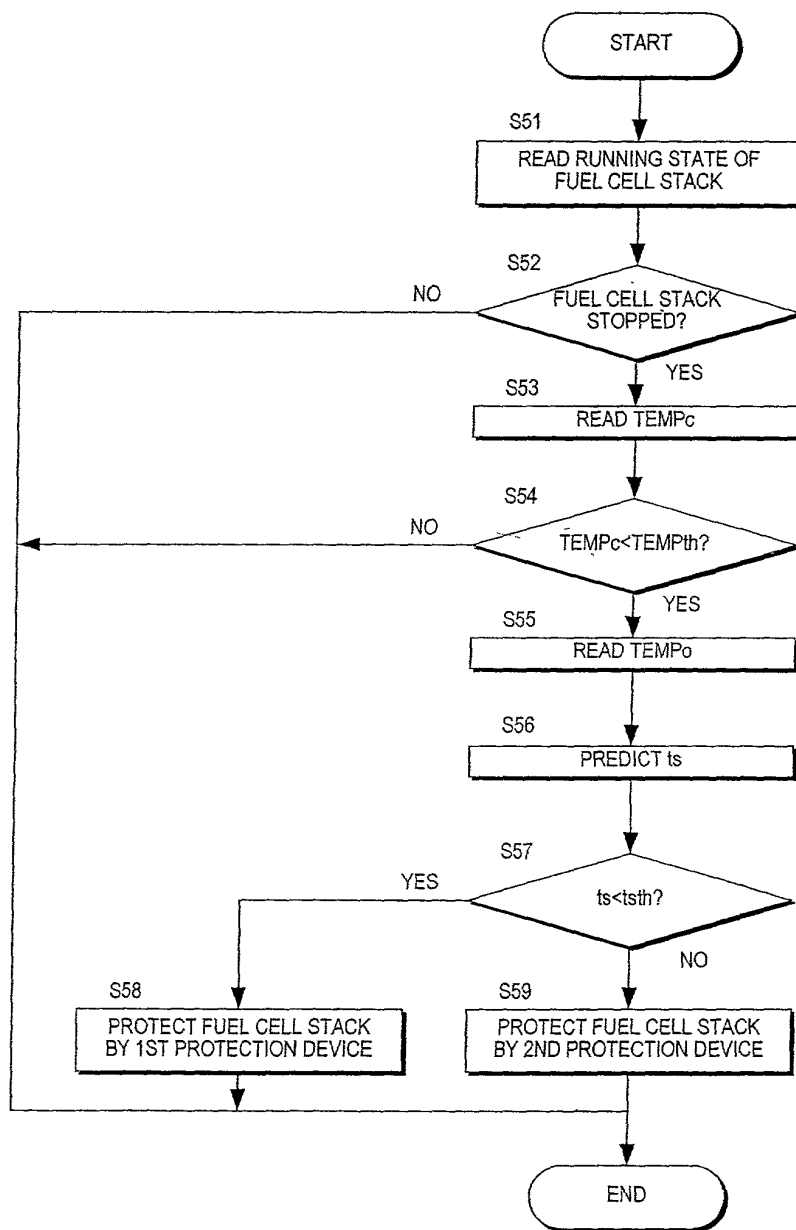 START
S51
READ RUNNING STATE OF
FUEL CELL STACK
S52
NO
FUEL CELL STACK
STOPPED?
YES
S53
READ TEMPc
S54
NO
TEMPc<TEMPth?
YES
S55
READ TEMPo
S56
PREDICT ts
S57
YES
ts<tsth?
NO
S58
PROTECT FUEL CELL STACK
BY 1ST PROTECTION DEVICE
S59
PROTECT FUEL CELL STACK
BY 2ND PROTECTION DEVICE
END